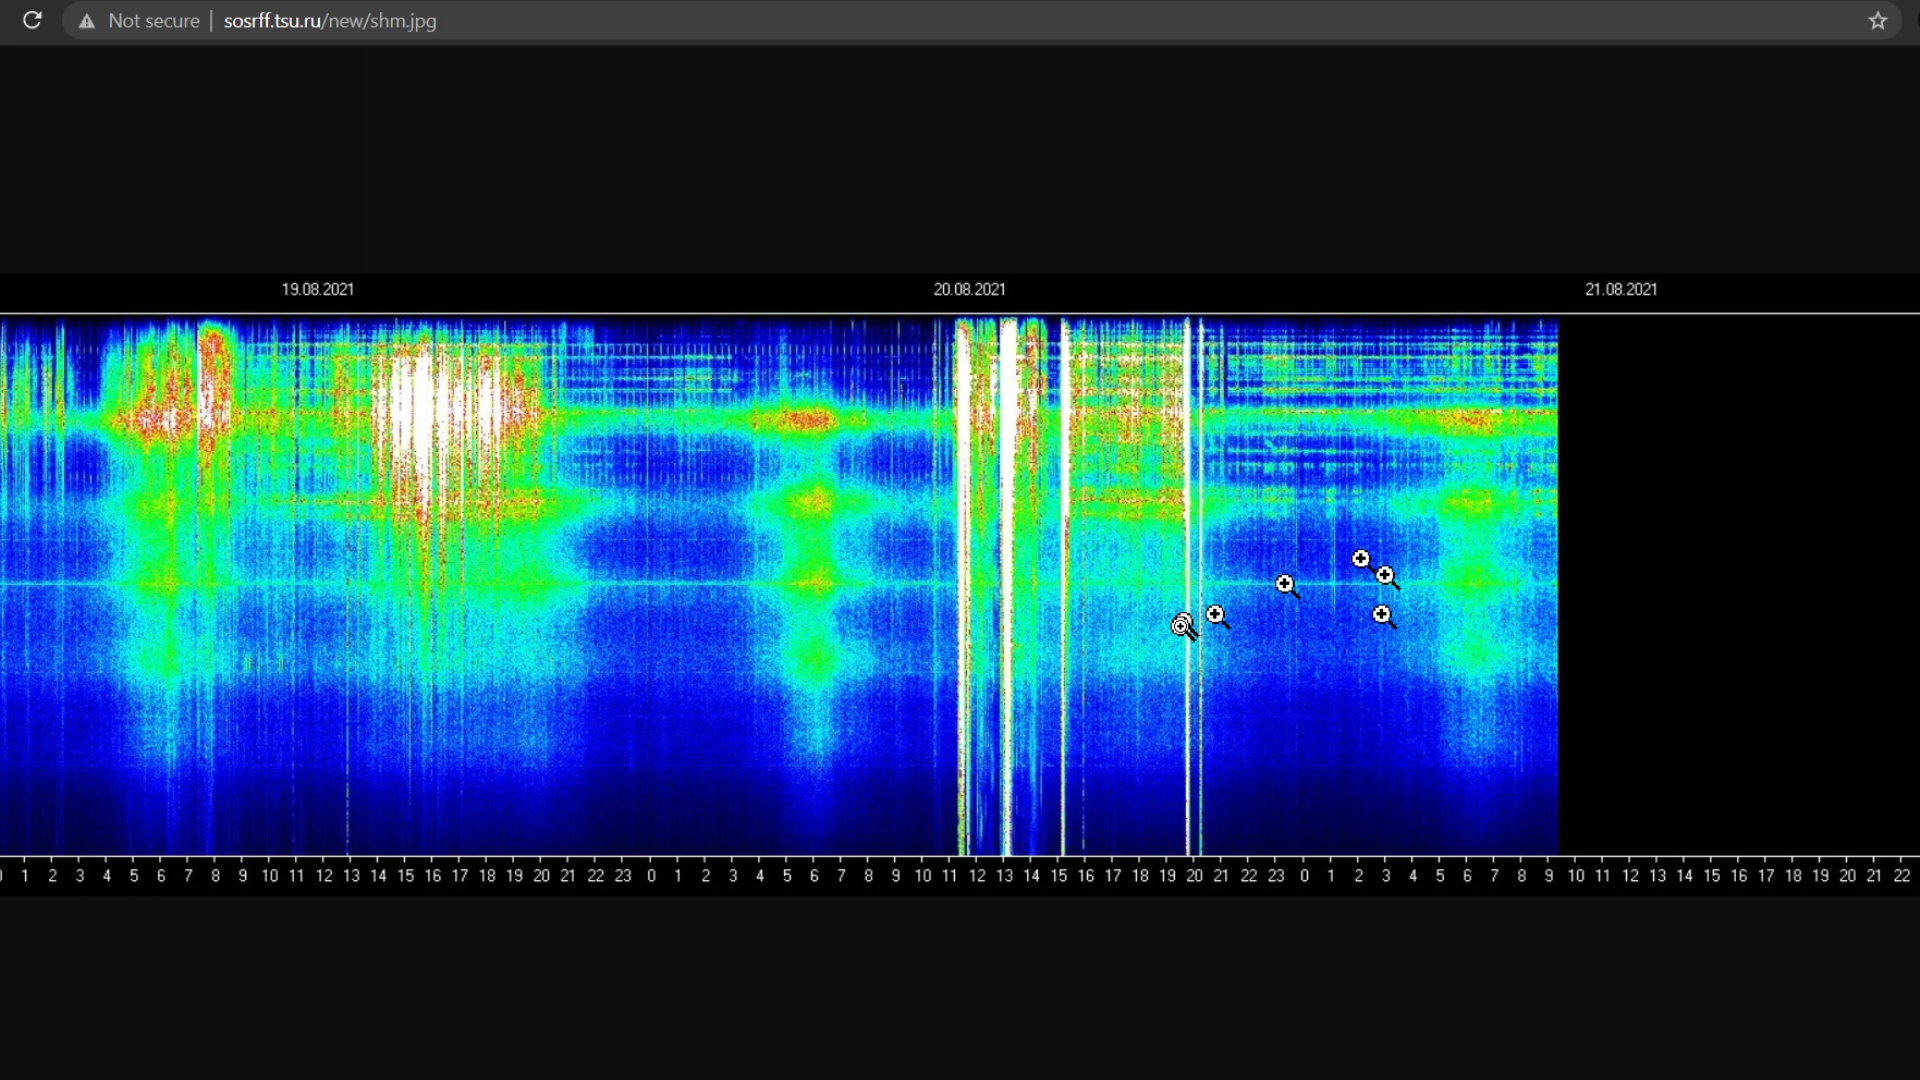 Not secure | sosrff.tsu.ru/new/shm.jpg
19.08.2021 20.08.2021 21.08.2021
1 2 3 4 5 6 7 8 9 10 11 12 13 14 15 16 17 18 19 20 21 22 23 0 1 2 3 4 5 6 7 8 9 10 11 12 13 14 15 16 17 18 19 20 21 22 23 0 1 2 3 4 5 6 7 8 9 10 11 12 13 14 15 16 17 18 19 20 21 22